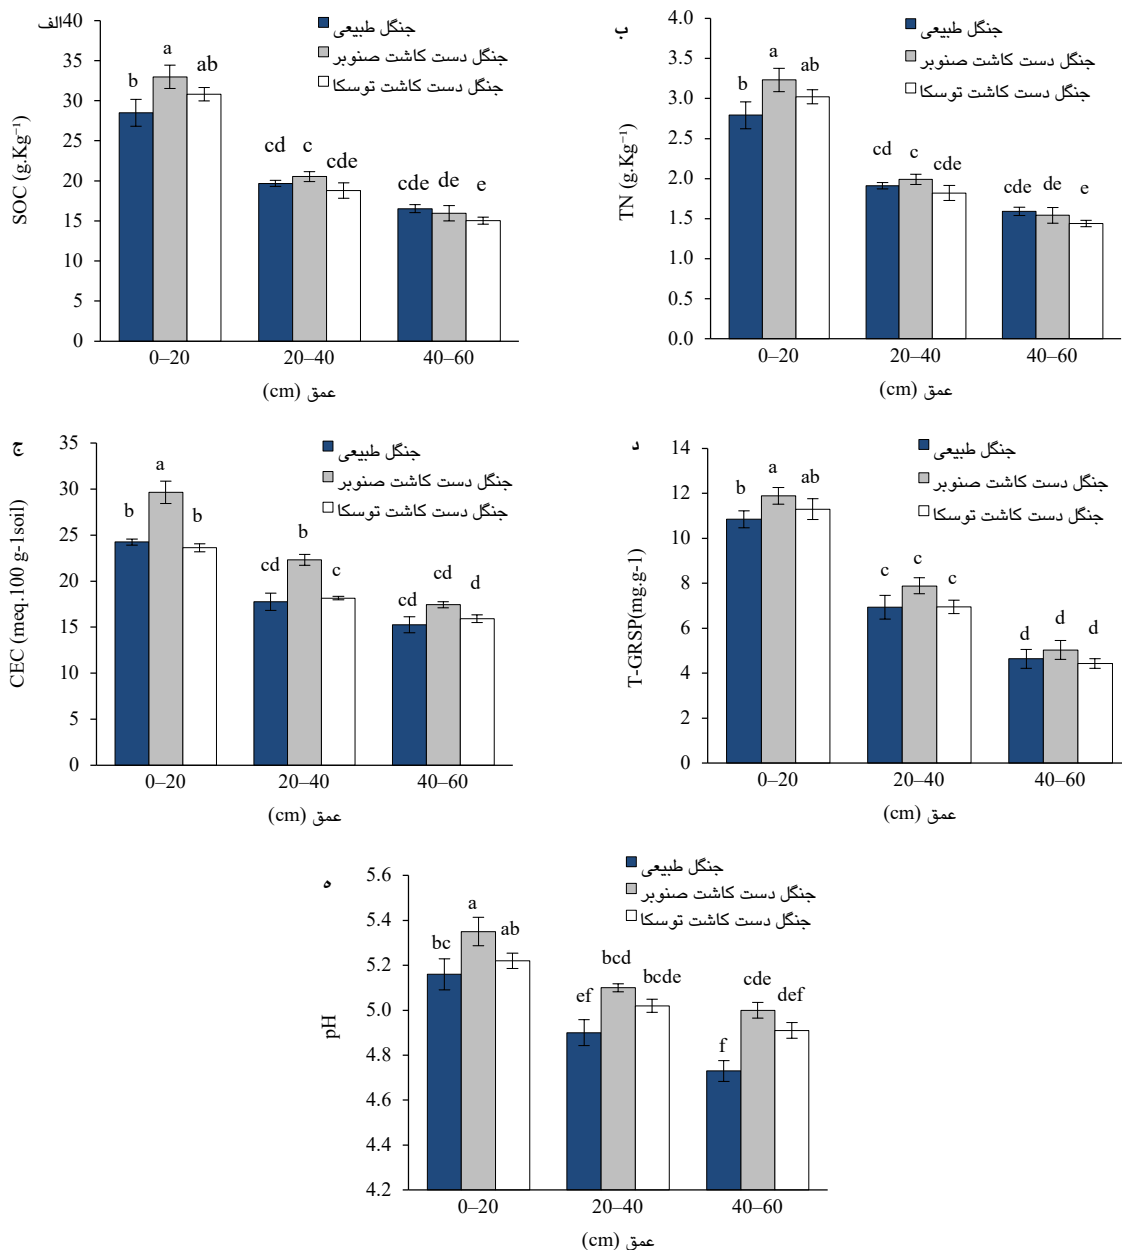 الف
SOC (g.Kg⁻¹)
40
35
30
25
20
15
10
5
0
جنگل طبیعی
جنگل دست کاشت صنوبر
جنگل دست کاشت توسکا
b a ab
cd c cde
cde de e
0–20 20–40 40–60
عمق (cm)
ب
TN (g.Kg⁻¹)
4.0
3.5
3.0
2.5
2.0
1.5
1.0
0.5
0.0
جنگل طبیعی
جنگل دست کاشت صنوبر
جنگل دست کاشت توسکا
b a ab
cd c cde
cde de e
0–20 20–40 40–60
عمق (cm)
ج
CEC (meq.100 g-1soil)
35
30
25
20
15
10
5
0
جنگل طبیعی
جنگل دست کاشت صنوبر
جنگل دست کاشت توسکا
b a b
cd b c
cd cd d
0–20 20–40 40–60
عمق (cm)
د
T-GRSP(mg.g-1)
14
12
10
8
6
4
2
0
جنگل طبیعی
جنگل دست کاشت صنوبر
جنگل دست کاشت توسکا
b a ab
c c c
d d d
0–20 20–40 40–60
عمق (cm)
ه
pH
5.6
5.4
5.2
5.0
4.8
4.6
4.4
4.2
جنگل طبیعی
جنگل دست کاشت صنوبر
جنگل دست کاشت توسکا
bc a ab
ef bcd bcde
f cde def
0–20 20–40 40–60
عمق (cm)